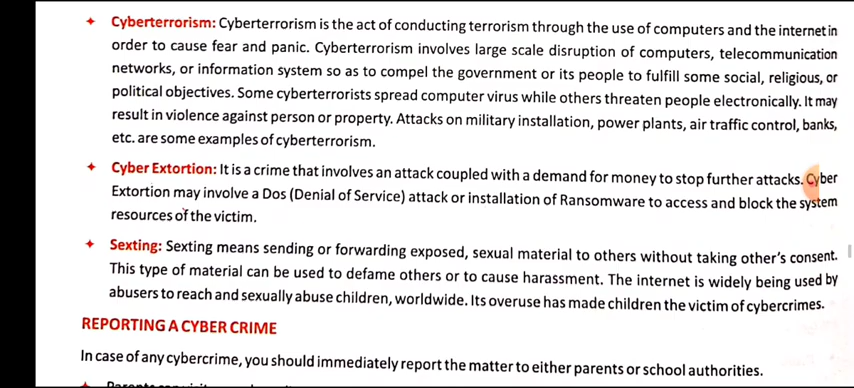 ✦ Cyberterrorism: Cyberterrorism is the act of conducting terrorism through the use of computers and the internet in
order to cause fear and panic. Cyberterrorism involves large scale disruption of computers, telecommunication
networks, or information system so as to compel the government or its people to fulfill some social, religious, or
political objectives. Some cyberterrorists spread computer virus while others threaten people electronically. It may
result in violence against person or property. Attacks on military installation, power plants, air traffic control, banks,
etc. are some examples of cyberterrorism.
✦ Cyber Extortion: It is a crime that involves an attack coupled with a demand for money to stop further attacks. Cyber
Extortion may involve a Dos (Denial of Service) attack or installation of Ransomware to access and block the system
resources of the victim.
✦ Sexting: Sexting means sending or forwarding exposed, sexual material to others without taking other's consent.
This type of material can be used to defame others or to cause harassment. The internet is widely being used by
abusers to reach and sexually abuse children, worldwide. Its overuse has made children the victim of cybercrimes.
REPORTING A CYBER CRIME
In case of any cybercrime, you should immediately report the matter to either parents or school authorities.